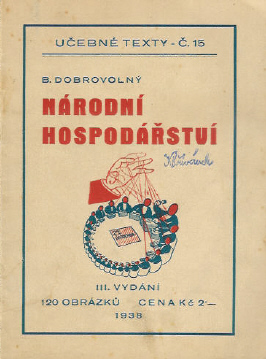 UČEBNÉ TEXTY - Č. 15
B. DOBROVOLNÝ
NÁRODNÍ
HOSPODÁŘSTVÍ
III. VYDÁNÍ
120 OBRÁZKŮ CENA Kč 2·—
1938